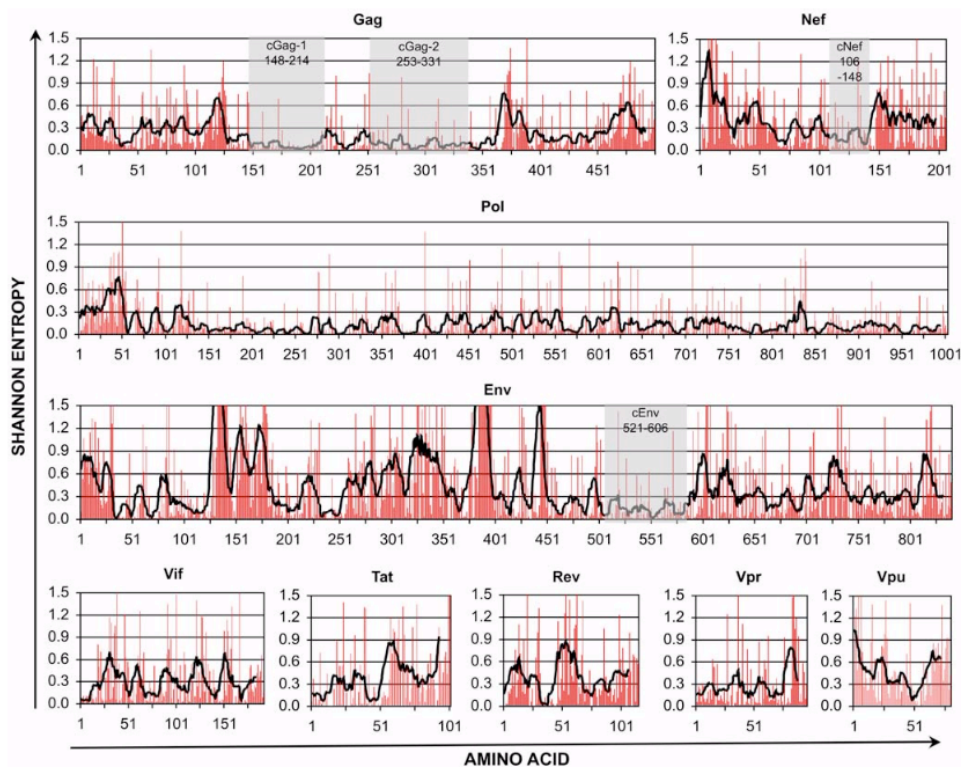 Gag
Nef
1.5
1.2
0.9
0.6
0.3
0.0
cGag-1
148-214
cGag-2
253-331
1 51 101 151 201 251 301 351 401 451
1.5
1.2
0.9
0.6
0.3
0.0
cNef
106
-148
1 51 101 151 201
Pol
1.5
1.2
0.9
0.6
0.3
0.0
1 51 101 151 201 251 301 351 401 451 501 551 601 651 701 751 801 851 901 951 1001
SHANNON ENTROPY
Env
1.5
1.2
0.9
0.6
0.3
0.0
cEnv
521-606
1 51 101 151 201 251 301 351 401 451 501 551 601 651 701 751 801
Vif
1.5
1.2
0.9
0.6
0.3
0.0
1 51 101 151
Tat
1.5
1.2
0.9
0.6
0.3
0.0
1 51 101
Rev
1.5
1.2
0.9
0.6
0.3
0.0
1 51 101
Vpr
1.5
1.2
0.9
0.6
0.3
0.0
1 51
Vpu
1.5
1.2
0.9
0.6
0.3
0.0
1 51
AMINO ACID